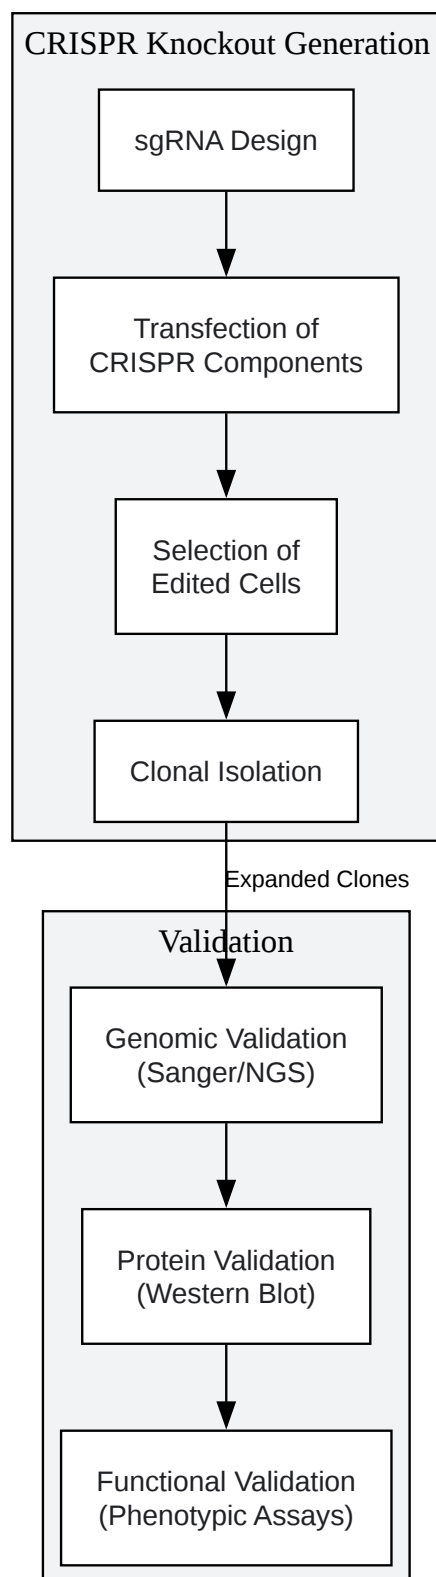 CRISPR Knockout Generation
sgRNA Design
Transfection of
CRISPR Components
Selection of
Edited Cells
Clonal Isolation
Expanded Clones
Validation
Genomic Validation
(Sanger/NGS)
Protein Validation
(Western Blot)
Functional Validation
(Phenotypic Assays)